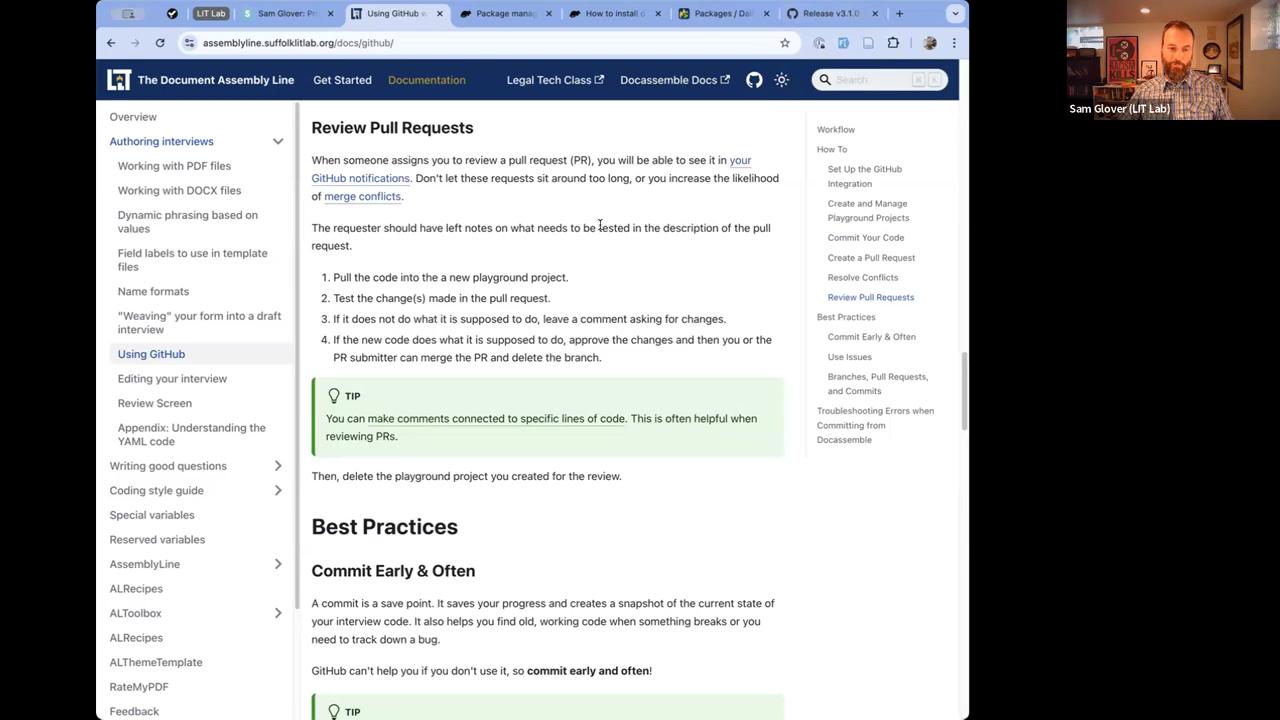 LIT Lab
Sam Glover: Pr
Using GitHub w
Package manag
How to install d
Packages / Dai
Release v3.1.0
assemblyline.suffolklitlab.org/docs/github/
The Document Assembly Line
Get Started
Documentation
Legal Tech Class
Docassemble Docs
Search
⌘ K
Overview
Authoring interviews
Working with PDF files
Working with DOCX files
Dynamic phrasing based on
values
Field labels to use in template
files
Name formats
"Weaving" your form into a draft
interview
Using GitHub
Editing your interview
Review Screen
Appendix: Understanding the
YAML code
Writing good questions
Coding style guide
Special variables
Reserved variables
AssemblyLine
ALRecipes
ALToolbox
ALRecipes
ALThemeTemplate
RateMyPDF
Feedback
Review Pull Requests
When someone assigns you to review a pull request (PR), you will be able to see it in your
GitHub notifications. Don't let these requests sit around too long, or you increase the likelihood
of merge conflicts.
The requester should have left notes on what needs to be tested in the description of the pull
request.
1. Pull the code into the a new playground project.
2. Test the change(s) made in the pull request.
3. If it does not do what it is supposed to do, leave a comment asking for changes.
4. If the new code does what it is supposed to do, approve the changes and then you or the
PR submitter can merge the PR and delete the branch.
TIP
You can make comments connected to specific lines of code. This is often helpful when
reviewing PRs.
Then, delete the playground project you created for the review.
Best Practices
Commit Early & Often
A commit is a save point. It saves your progress and creates a snapshot of the current state of
your interview code. It also helps you find old, working code when something breaks or you
need to track down a bug.
GitHub can't help you if you don't use it, so commit early and often!
TIP
Workflow
How To
Set Up the GitHub
Integration
Create and Manage
Playground Projects
Commit Your Code
Create a Pull Request
Resolve Conflicts
Review Pull Requests
Best Practices
Commit Early & Often
Use Issues
Branches, Pull Requests,
and Commits
Troubleshooting Errors when
Committing from
Docassemble
KILLS
Sam Glover (LIT Lab)